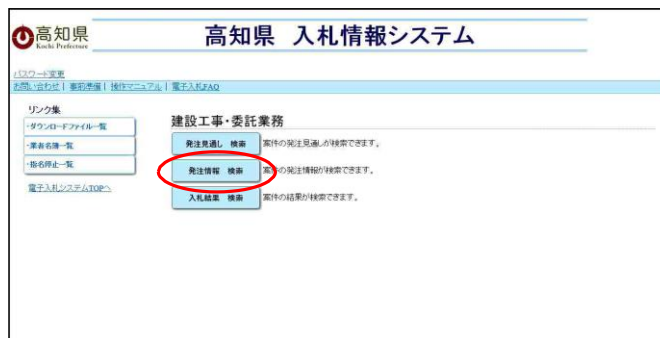 高知県
Kochi Prefecture
高知県 入札情報システム
パスワード変更
お問い合わせ | 事前準備 | 操作マニュアル | 電子入札FAQ
リンク集
・ダウンロードファイル一覧
・業者名簿一覧
・指名停止一覧
電子入札システムTOPへ
建設工事・委託業務
発注見通し 検索 案件の発注見通しが検索できます。
発注情報 検索 案件の発注情報が検索できます。
入札結果 検索 案件の結果が検索できます。